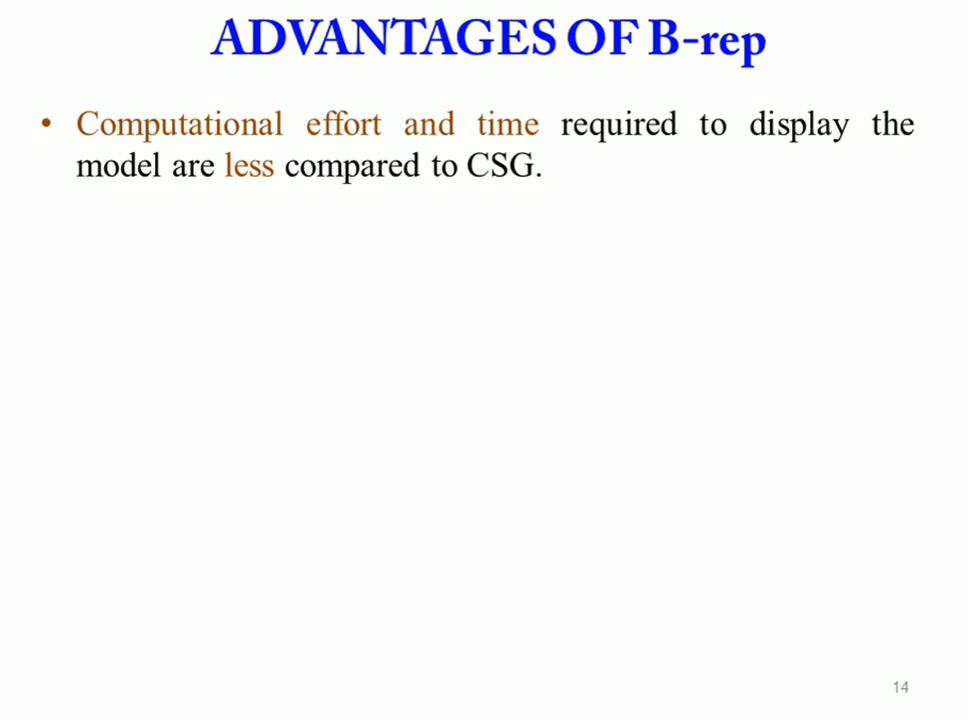 ADVANTAGES OF B-rep
• Computational effort and time required to display the
model are less compared to CSG.
14